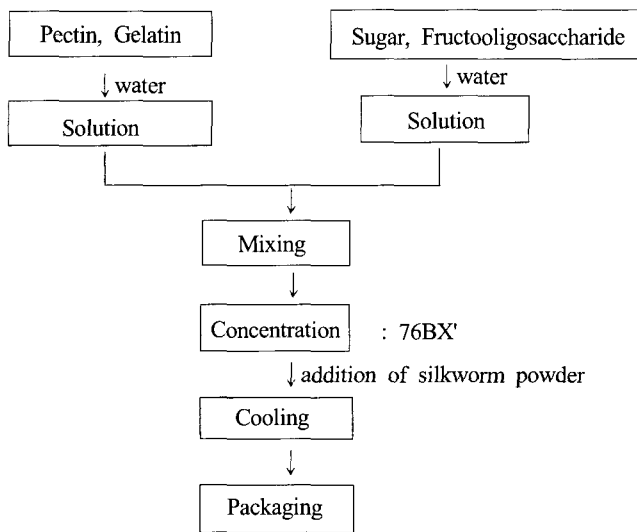 Pectin, Gelatin
Sugar, Fructooligosaccharide
water
water
Solution
Solution
Mixing
Concentration : 76BX'
addition of silkworm powder
Cooling
Packaging